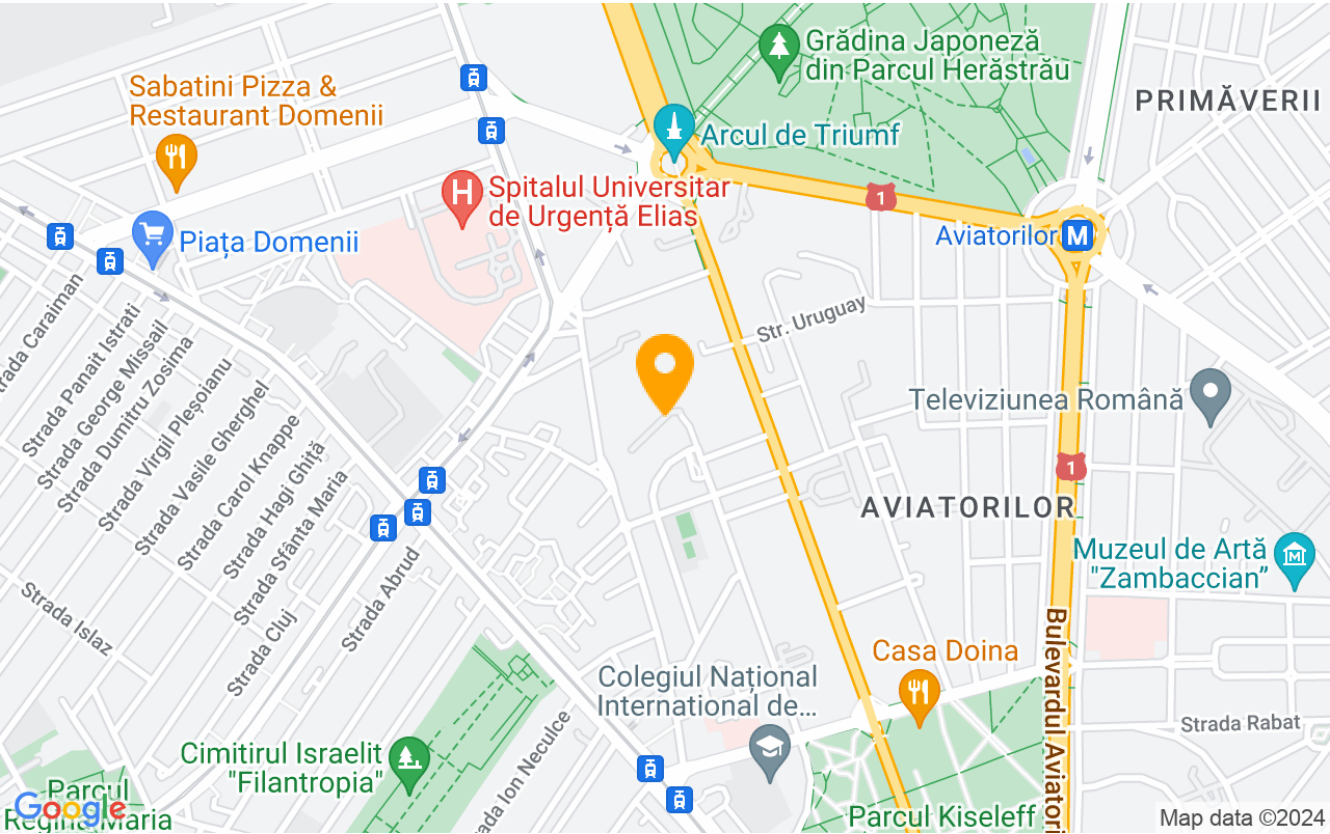 Grădina Japoneză
din Parcul Herăstrău
PRIMĂVERII
Sabatini Pizza &
Restaurant Domenii
Arcul de Triumf
H
Spitalul Universitar
de Urgență Elias
1
Piața Domenii
Aviatorilor
M
Strada Caraiman
Strada Panait Istrati
Strada George Missail
Strada Dumitru Zosima
Strada Virgil Pleșoianu
Strada Vasile Gherghel
Strada Carol Knappe
Strada Hagi Ghiță
Strada Sfânta Maria
Str. Uruguay
Televiziunea Română
1
AVIATORILOR
Muzeul de Artă
"Zambaccian”
M
Strada Islaz
Strada Cluj
Strada Abrud
Bulevardul Aviatori
Casa Doina
Colegiul Național
Internațional de...
Strada Rabat
Cimitirul Israelit
"Filantropia"
rada Ion Neculce
Parcul
Regina Maria
Google
Parcul Kiseleff
Map data ©2024